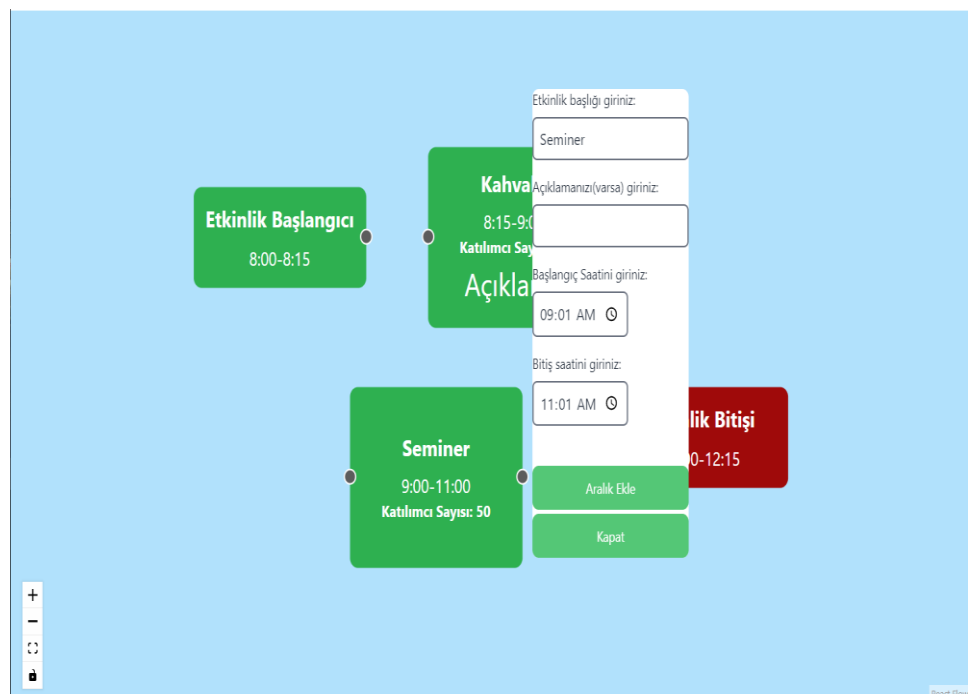 Etkinlik Başlangıcı
8:00-8:15
Kahva
8:15-9:0
Katılımcı Say
Açıkla
Seminer
9:00-11:00
Katılımcı Sayısı: 50
lik Bitişi
00-12:15
Etkinlik başlığı giriniz:
Seminer
Açıklamanızı(varsa) giriniz:
Başlangıç Saatini giriniz:
09:01 AM
Bitiş saatini giriniz:
11:01 AM
Aralık Ekle
Kapat